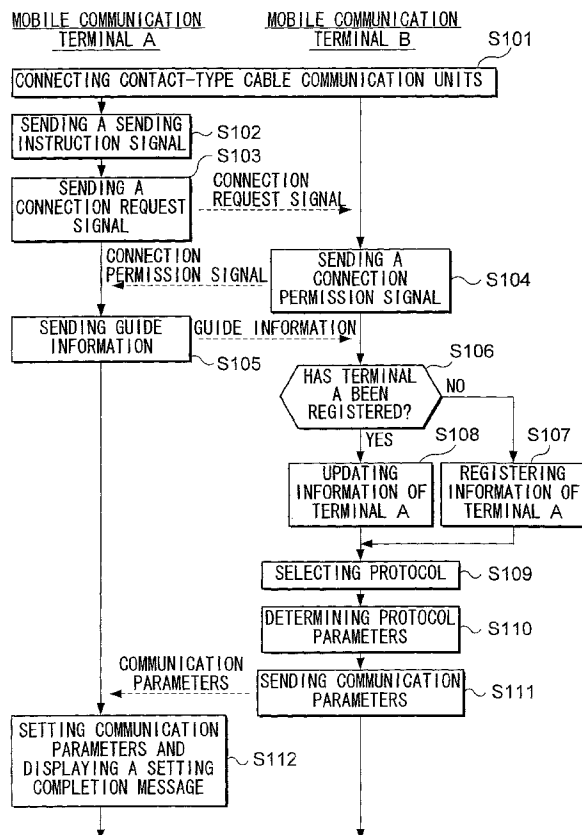 MOBILE COMMUNICATION
TERMINAL A
MOBILE COMMUNICATION
TERMINAL B
S101
CONNECTING CONTACT-TYPE CABLE COMMUNICATION UNITS
SENDING A SENDING
INSTRUCTION SIGNAL
S102
S103
SENDING A
CONNECTION REQUEST
SIGNAL
CONNECTION
REQUEST SIGNAL
CONNECTION
PERMISSION SIGNAL
SENDING A
CONNECTION
PERMISSION SIGNAL
S104
SENDING GUIDE
INFORMATION
GUIDE INFORMATION
S105
S106
HAS TERMINAL
A BEEN
REGISTERED?
NO
YES
S108
S107
UPDATING
INFORMATION OF
TERMINAL A
REGISTERING
INFORMATION OF
TERMINAL A
SELECTING PROTOCOL
S109
DETERMINING PROTOCOL
PARAMETERS
S110
COMMUNICATION
PARAMETERS
SENDING COMMUNICATION
PARAMETERS
S111
SETTING COMMUNICATION
PARAMETERS AND
DISPLAYING A SETTING
COMPLETION MESSAGE
S112